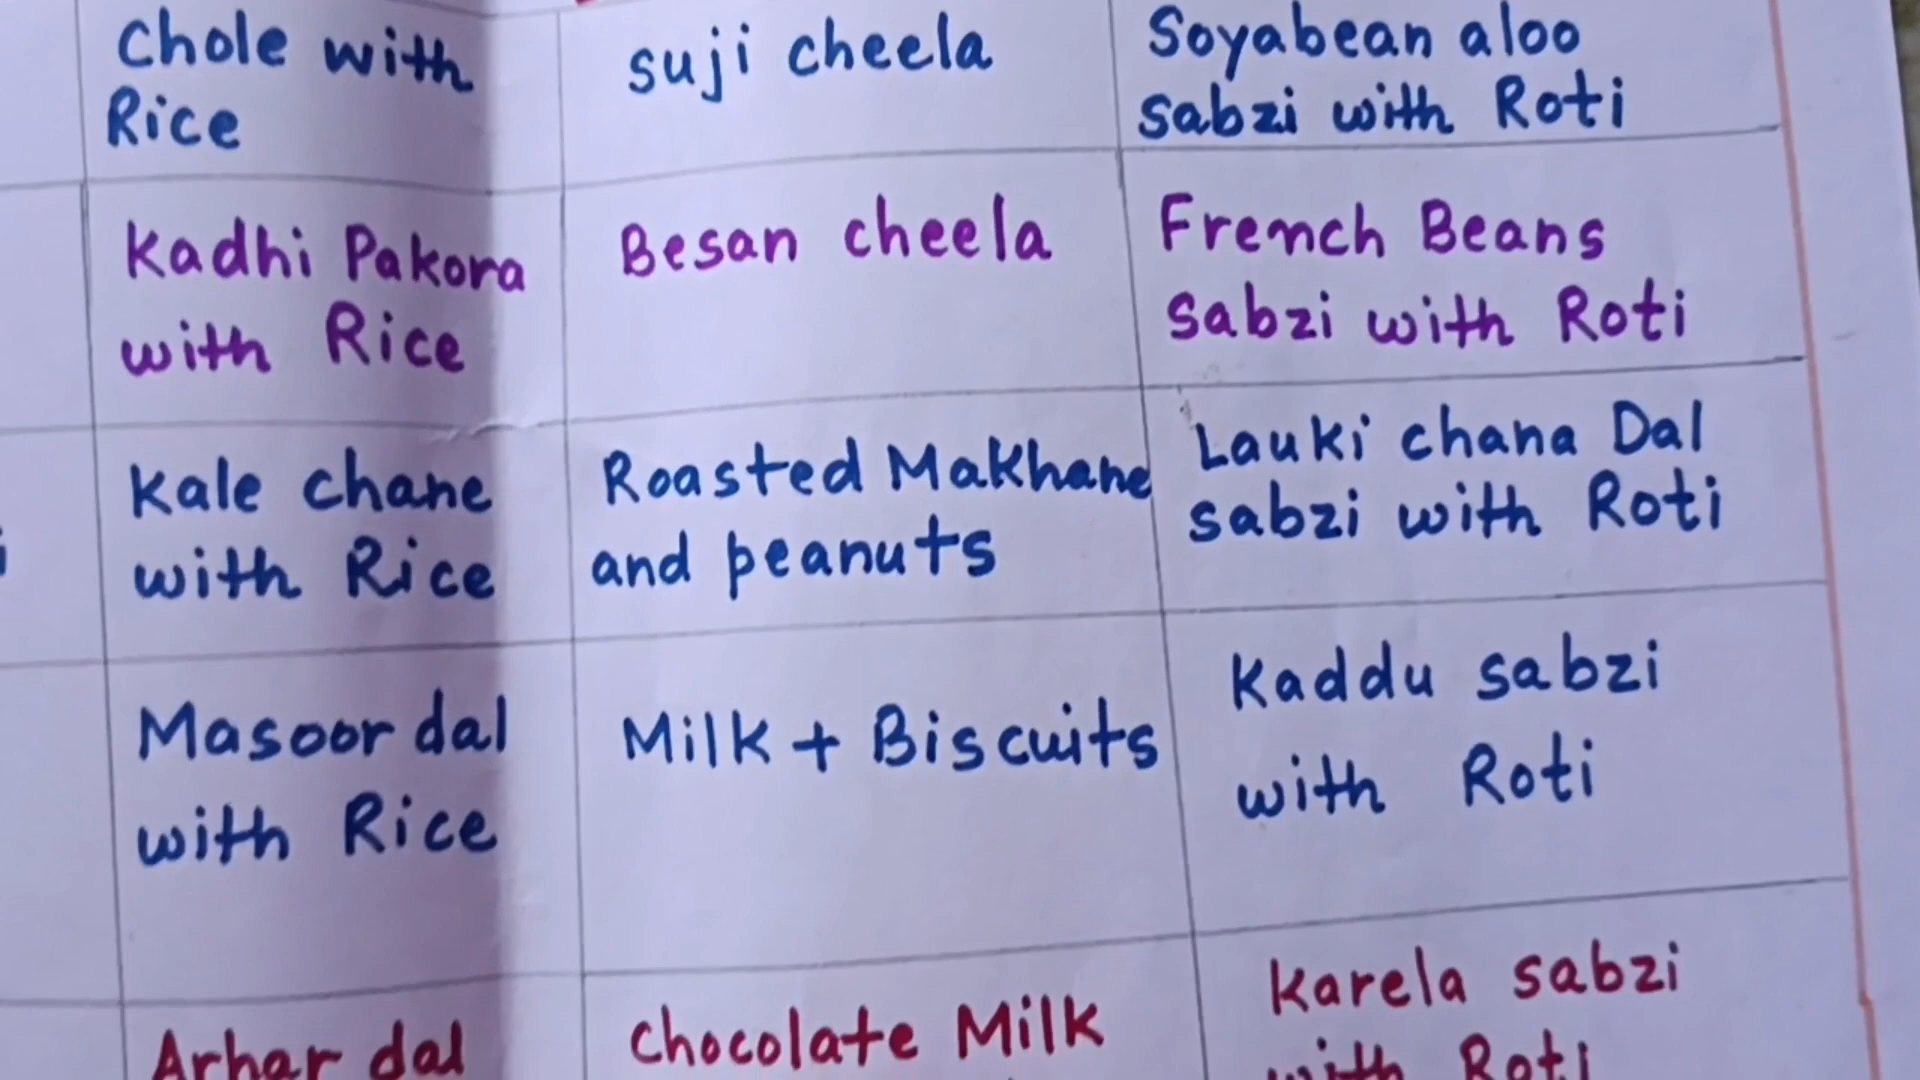 Chole with
Rice
suji cheela
Soyabean aloo
sabzi with Roti
Kadhi Pakora
with Rice
Besan cheela
French Beans
sabzi with Roti
Kale chane
with Rice
Roasted Makhane
and peanuts
Lauki chana Dal
sabzi with Roti
Masoor dal
with Rice
Milk + Biscuits
Kaddu sabzi
with Roti
Arhar dal
chocolate Milk
Karela sabzi
with Roti